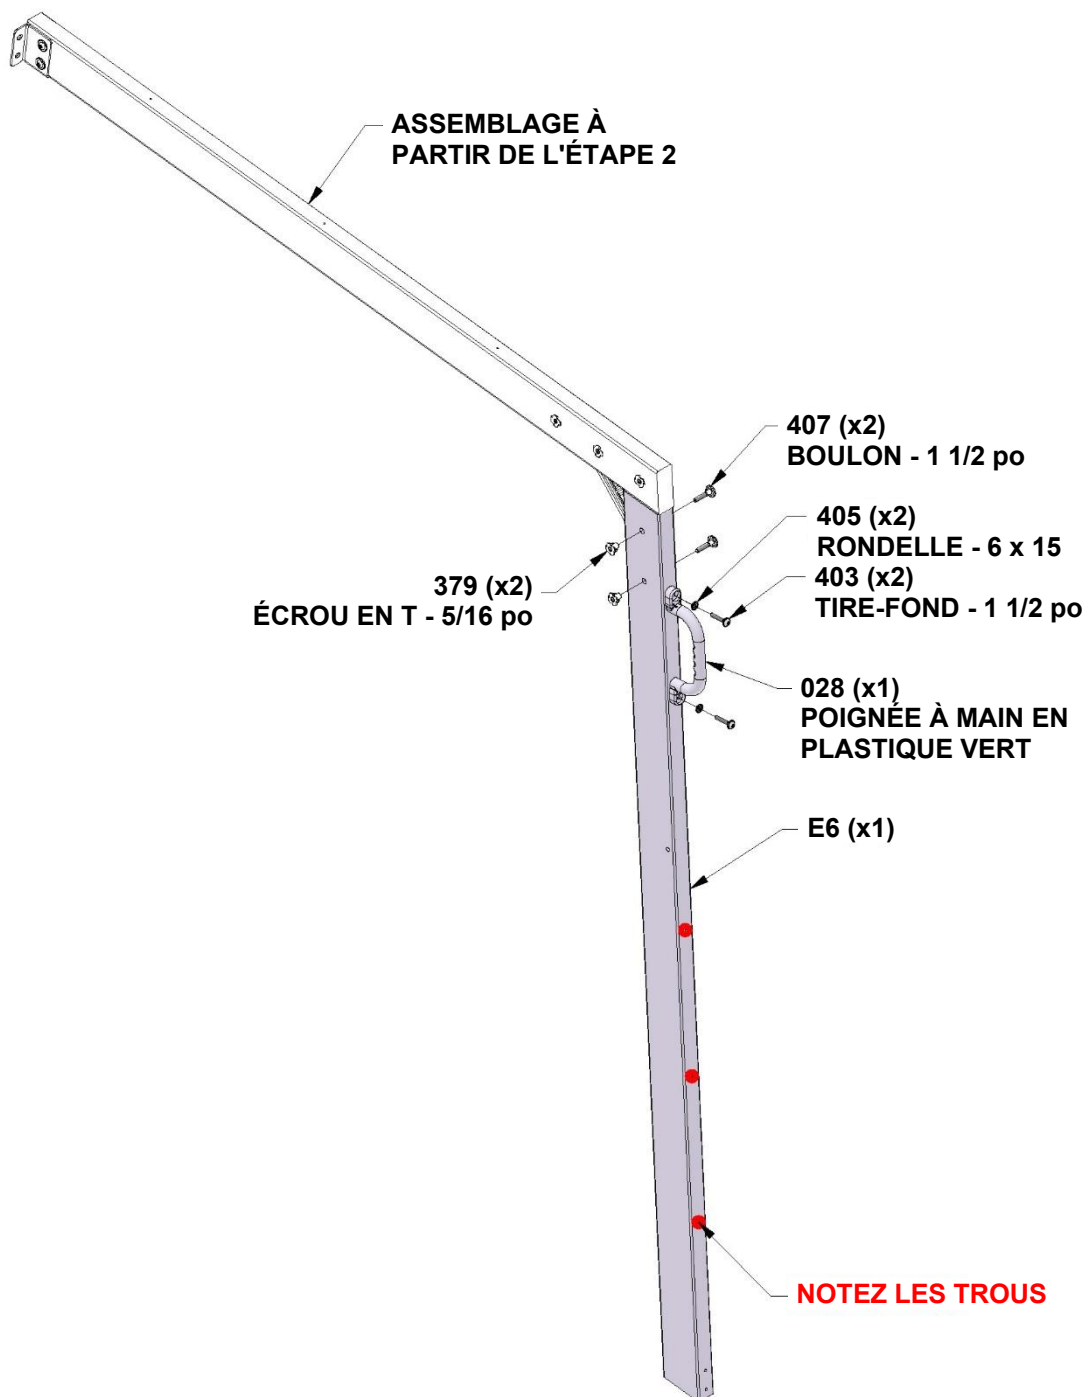 ASSEMBLAGE À
PARTIR DE L'ÉTAPE 2
407 (x2)
BOULON - 1 1/2 po
405 (x2)
RONDELLE - 6 x 15
403 (x2)
TIRE-FOND - 1 1/2 po
379 (x2)
ÉCROU EN T - 5/16 po
028 (x1)
POIGNÉE À MAIN EN
PLASTIQUE VERT
E6 (x1)
NOTEZ LES TROUS